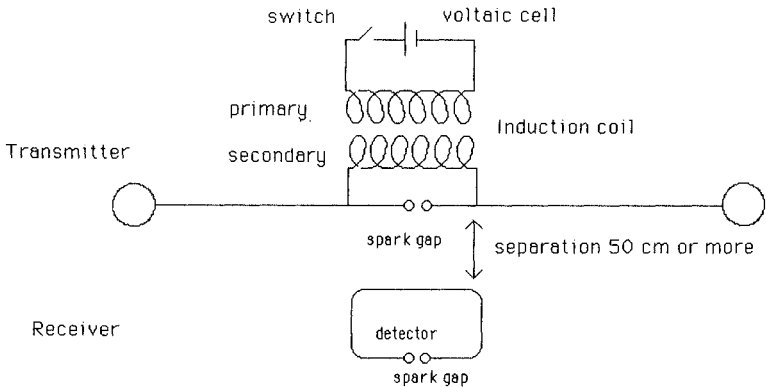 switch
voltaic cell
primary
Induction coil
Transmitter
secondary
spark gap
separation 50 cm or more
Receiver
detector
spark gap